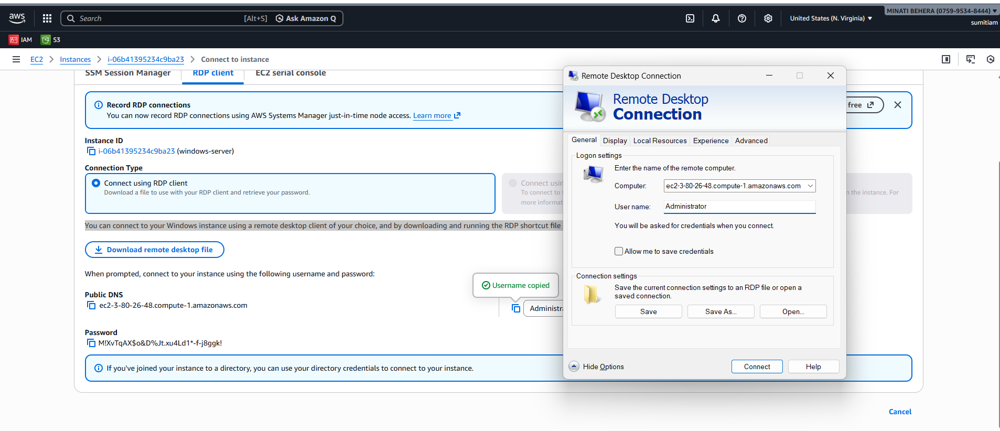 aws
Search
[Alt+S]
Ask Amazon Q
United States (N. Virginia) ▼
MINATI BEHERA (0759-9534-8444) ▼
sumitiam
IAM
S3
EC2 > Instances > i-06b41395234c9ba23 > Connect to instance
SSM Session Manager
RDP client
EC2 serial console
Record RDP connections
You can now record RDP connections using AWS Systems Manager just-in-time node access. Learn more
free
Instance ID
i-06b41395234c9ba23 (windows-server)
Connection Type
Connect using RDP client
Download a file to use with your RDP client and retrieve your password.
Connect usin
To connect to
more informat
n the instance. For
You can connect to your Windows instance using a remote desktop client of your choice, and by downloading and running the RDP shortcut file
Download remote desktop file
When prompted, connect to your instance using the following username and password:
Username copied
Public DNS
ec2-3-80-26-48.compute-1.amazonaws.com
Administra
Password
M!XvTqAX$o&D%Jt.xu4Ld1*-f-j8ggk!
If you've joined your instance to a directory, you can use your directory credentials to connect to your instance.
Cancel
Remote Desktop Connection
Remote Desktop
Connection
General
Display
Local Resources
Experience
Advanced
Logon settings
Enter the name of the remote computer.
Computer:
ec2-3-80-26-48.compute-1.amazonaws.com
User name:
Administrator
You will be asked for credentials when you connect.
Allow me to save credentials
Connection settings
Save the current connection settings to an RDP file or open a
saved connection.
Save
Save As...
Open...
Hide Options
Connect
Help